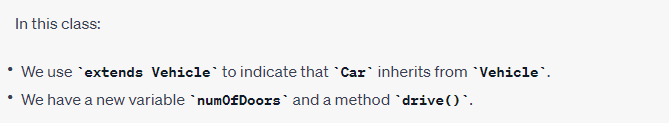 In this class:
• We use `extends Vehicle` to indicate that `Car` inherits from `Vehicle`.
• We have a new variable `numOfDoors` and a method `drive()`.